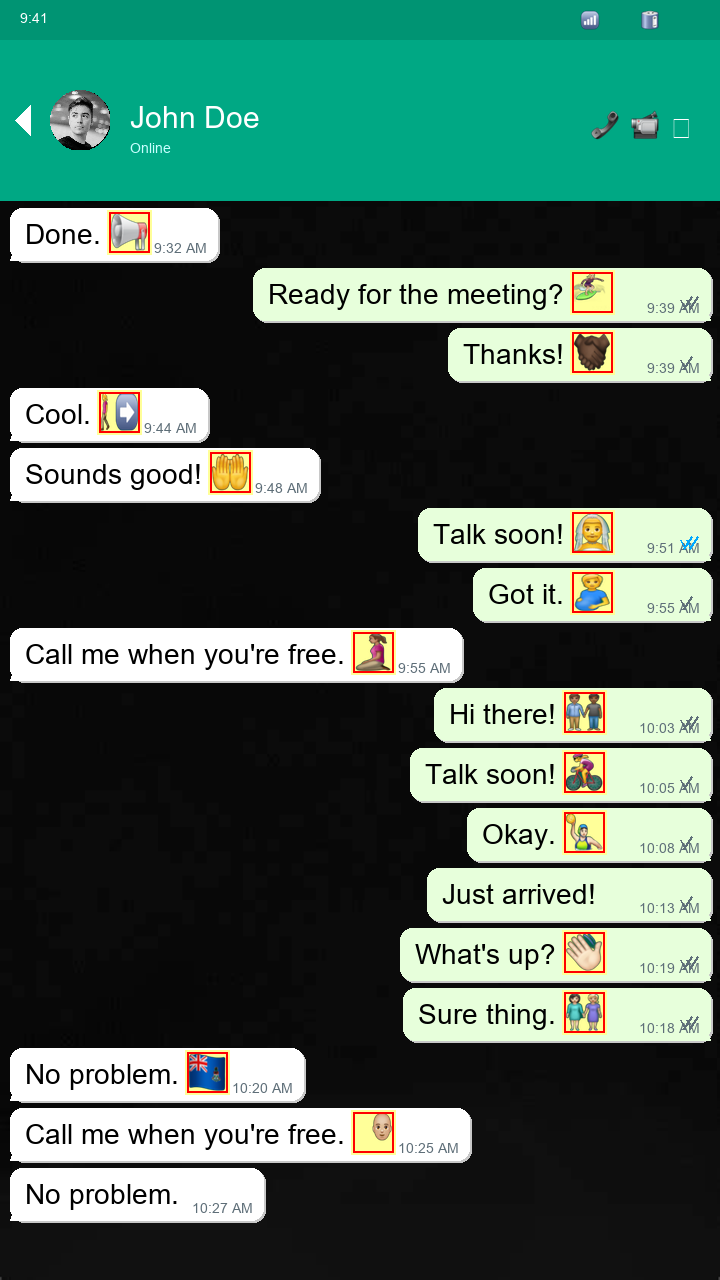 9:41
John Doe
Online
Done. 9:32 AM
Ready for the meeting? 9:39 AM
Thanks! 9:39 AM
Cool. 9:44 AM
Sounds good! 9:48 AM
Talk soon! 9:51 AM
Got it. 9:55 AM
Call me when you're free. 9:55 AM
Hi there! 10:03 AM
Talk soon! 10:05 AM
Okay. 10:08 AM
Just arrived! 10:13 AM
What's up? 10:19 AM
Sure thing. 10:18 AM
No problem. 10:20 AM
Call me when you're free. 10:25 AM
No problem. 10:27 AM